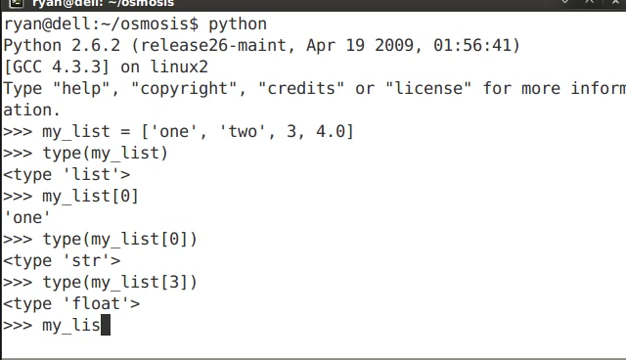 ryan@dell: ~/osmosis
ryan@dell:~/osmosis$ python
Python 2.6.2 (release26-maint, Apr 19 2009, 01:56:41)
[GCC 4.3.3] on linux2
Type "help", "copyright", "credits" or "license" for more inform
ation.
>>> my_list = ['one', 'two', 3, 4.0]
>>> type(my_list)
<type 'list'>
>>> my_list[0]
'one'
>>> type(my_list[0])
<type 'str'>
>>> type(my_list[3])
<type 'float'>
>>> my_lis